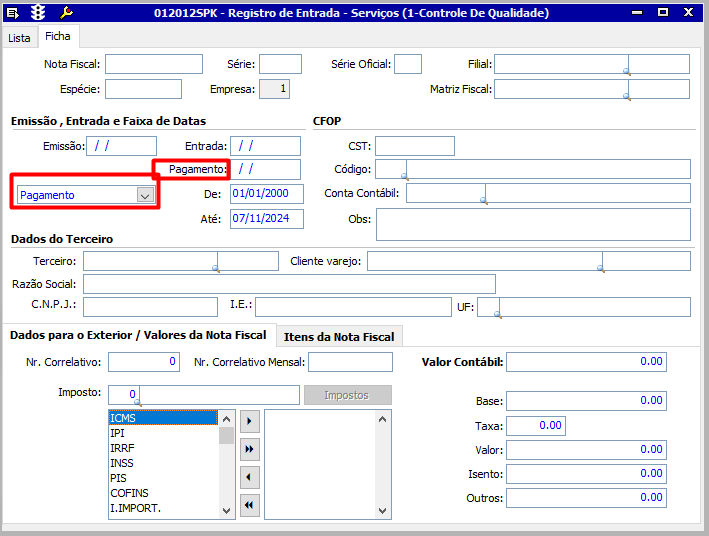 012012SPK - Registro de Entrada - Serviços (1-Controle De Qualidade)
Lista Ficha
Nota Fiscal: Série: Série Oficial: Filial:
Espécie: Empresa: 1 Matriz Fiscal:
Emissão , Entrada e Faixa de Datas CFOP
Emissão: / / Entrada: / / CST:
Pagamento: / / Código:
Pagamento De: 01/01/2000 Conta Contábil:
Até: 07/11/2024 Obs:
Dados do Terceiro
Terceiro: Cliente varejo:
Razão Social:
C.N.P.J.: I.E.: UF:
Dados para o Exterior / Valores da Nota Fiscal Itens da Nota Fiscal
Nr. Correlativo: 0 Nr. Correlativo Mensal: Valor Contábil: 0.00
Imposto: 0 Impostos
Base: 0.00
ICMS
Taxa: 0.00
IPI
IRRF
Valor: 0.00
INSS
Isento: 0.00
PIS
COFINS
Outros: 0.00
I.IMPORT.